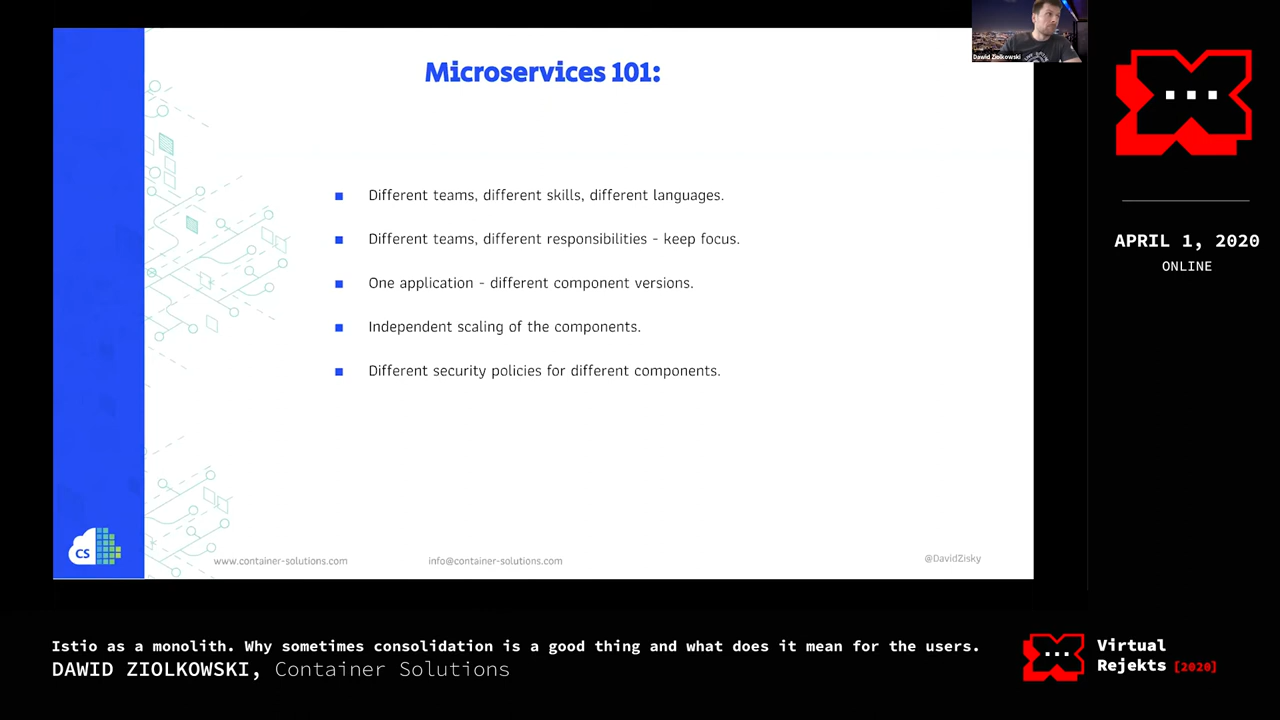 Microservices 101:
Dawid Ziolkowski
Different teams, different skills, different languages.
Different teams, different responsibilities - keep focus.
One application - different component versions.
Independent scaling of the components.
Different security policies for different components.
CS
www.container-solutions.com
info@container-solutions.com
@DavidZisky
APRIL 1, 2020
ONLINE
Istio as a monolith. Why sometimes consolidation is a good thing and what does it mean for the users.
DAWID ZIOLKOWSKI, Container Solutions
Virtual
Rejekts [2020]